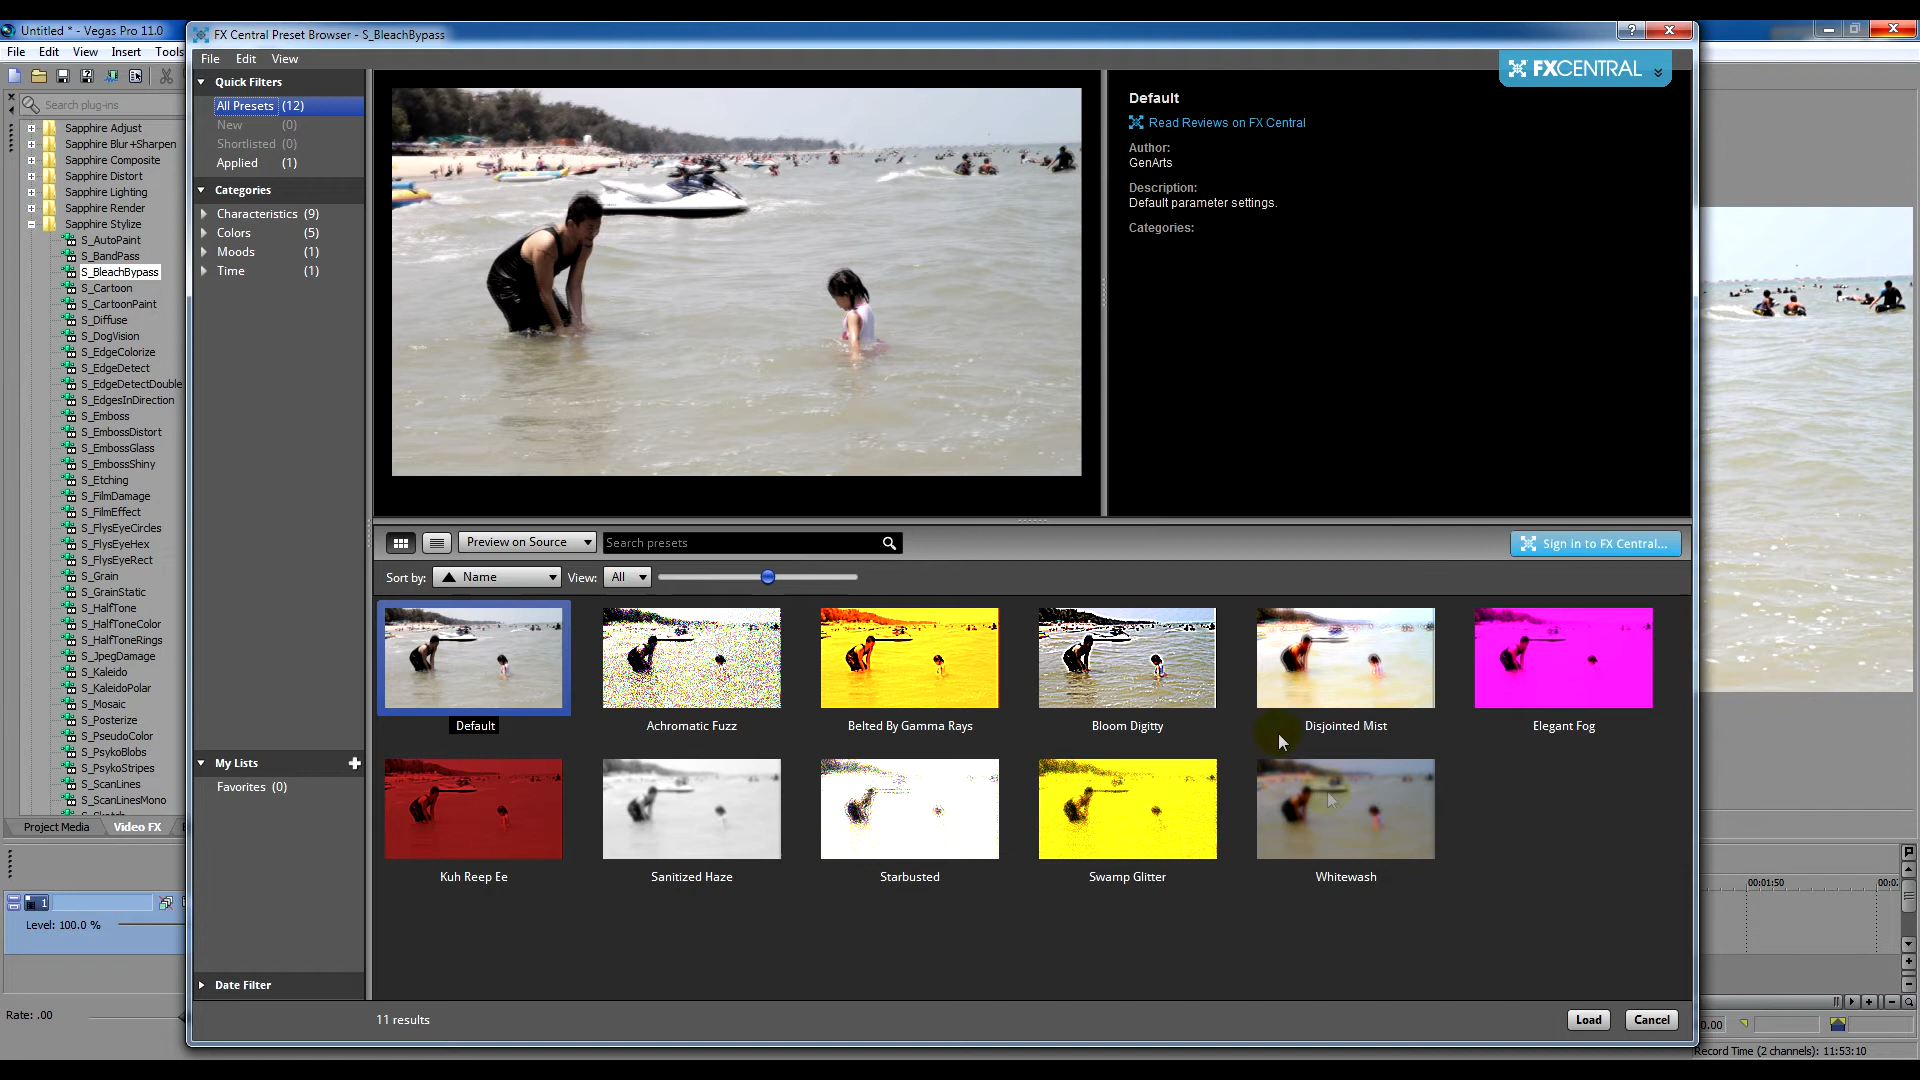 Untitled * - Vegas Pro 11.0
File Edit View Insert Tools
Search plug-ins
Sapphire Adjust
Sapphire Blur+Sharpen
Sapphire Composite
Sapphire Distort
Sapphire Lighting
Sapphire Render
Sapphire Stylize
S_AutoPaint
S_BandPass
S_BleachBypass
S_Cartoon
S_CartoonPaint
S_Diffuse
S_DogVision
S_EdgeColorize
S_EdgeDetect
S_EdgeDetectDouble
S_EdgesInDirection
S_Emboss
S_EmbossDistort
S_EmbossGlass
S_EmbossShiny
S_Etching
S_FilmDamage
S_FilmEffect
S_FlysEyeCircles
S_FlysEyeHex
S_FlysEyeRect
S_Grain
S_GrainStatic
S_HalfTone
S_HalfToneColor
S_HalfToneRings
S_JpegDamage
S_Kaleido
S_KaleidoPolar
S_Mosaic
S_Posterize
S_PseudoColor
S_PsykoBlobs
S_PsykoStripes
S_ScanLines
S_ScanLinesMono
Project Media Video FX
1
Level: 100.0 %
Rate: .00
FX Central Preset Browser - S_BleachBypass
File Edit View
Quick Filters
All Presets (12)
New (0)
Shortlisted (0)
Applied (1)
Categories
Characteristics (9)
Colors (5)
Moods (1)
Time (1)
My Lists
Favorites (0)
Date Filter
FXCENTRAL
Default
Read Reviews on FX Central
Author:
GenArts
Description:
Default parameter settings.
Categories:
Preview on Source
Search presets
Sign in to FX Central...
Sort by: Name View: All
Default
Achromatic Fuzz
Belted By Gamma Rays
Bloom Digitty
Disjointed Mist
Elegant Fog
Kuh Reep Ee
Sanitized Haze
Starbusted
Swamp Glitter
Whitewash
11 results
Load
Cancel
00:01:50
Record Time (2 channels): 11:53:10